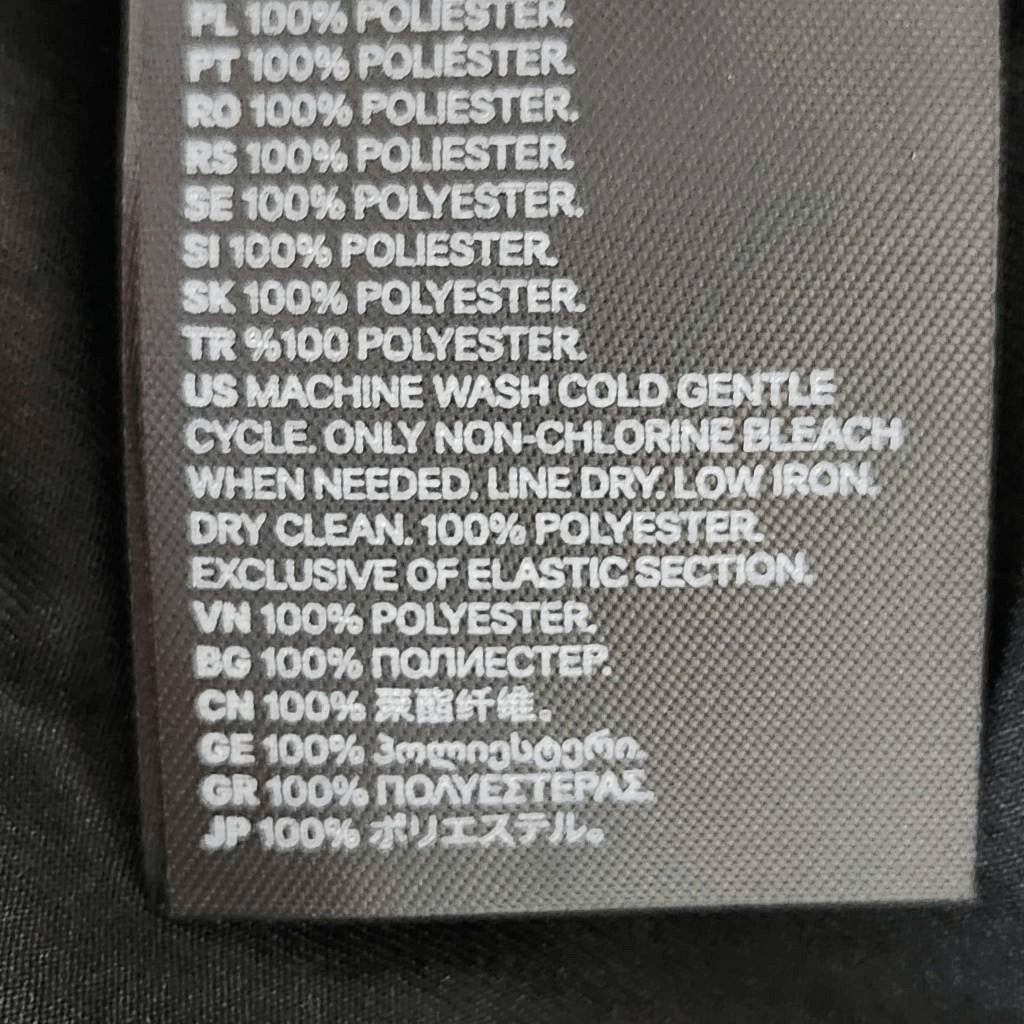 PL 100% POLIESTER.
PT 100% POLIÉSTER.
RO 100% POLIESTER.
RS 100% POLIESTER.
SE 100% POLYESTER.
SI 100% POLIESTER.
SK 100% POLYESTER.
TR %100 POLYESTER.
US MACHINE WASH COLD GENTLE
CYCLE. ONLY NON-CHLORINE BLEACH
WHEN NEEDED. LINE DRY. LOW IRON.
DRY CLEAN. 100% POLYESTER.
EXCLUSIVE OF ELASTIC SECTION.
VN 100% POLYESTER.
BG 100% ПОЛИЕСТЕР.
CN 100% 聚酯纤维。
GE 100% პოლიესტერი.
GR 100% ΠΟΛΥΕΣΤΕΡΑΣ.
JP 100% ポリエステル。